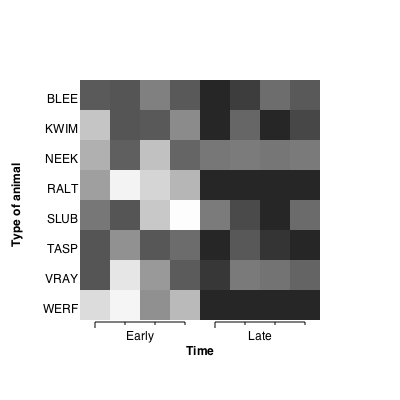 BLEE
KWIM
NEEK
RALT
SLUB
TASP
VRAY
WERF
Type of animal
Early Late
Time